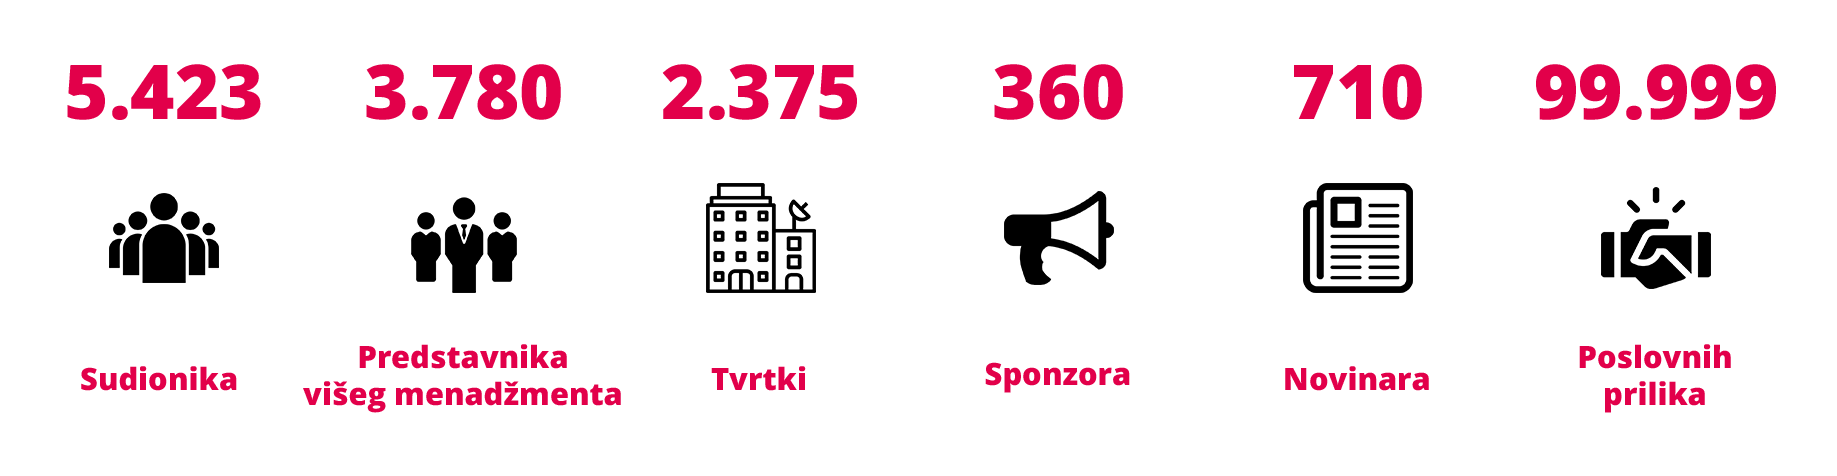 5.423
3.780
2.375
360
710
99.999
Sudionika
Predstavnika
višeg menadžmenta
Tvrtki
Sponzora
Novinara
Poslovnih
prilika